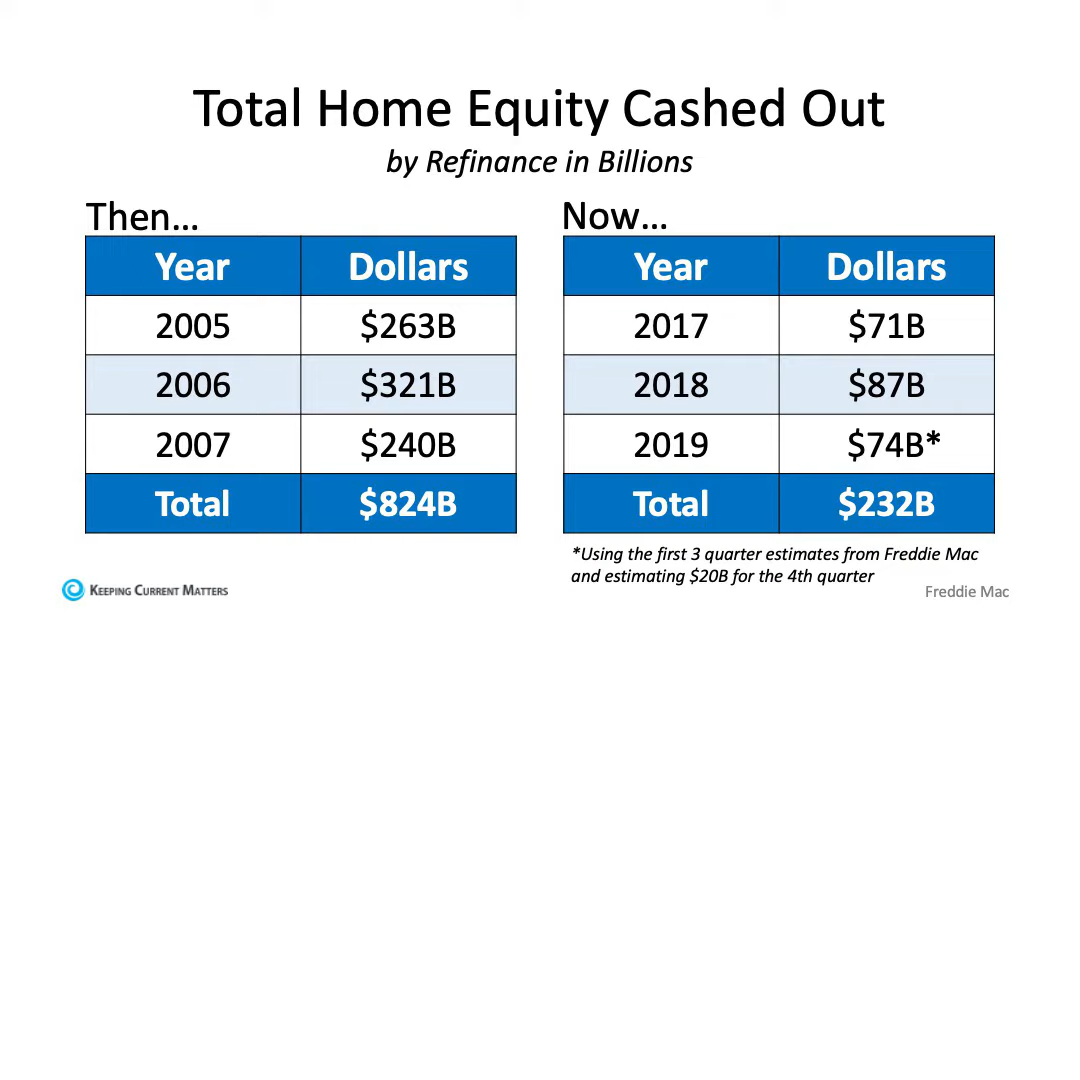 Total Home Equity Cashed Out
by Refinance in Billions
Then...
Year Dollars
2005 $263B
2006 $321B
2007 $240B
Total $824B
Now...
Year Dollars
2017 $71B
2018 $87B
2019 $74B*
Total $232B
*Using the first 3 quarter estimates from Freddie Mac
and estimating $20B for the 4th quarter
KEEPING CURRENT MATTERS
Freddie Mac